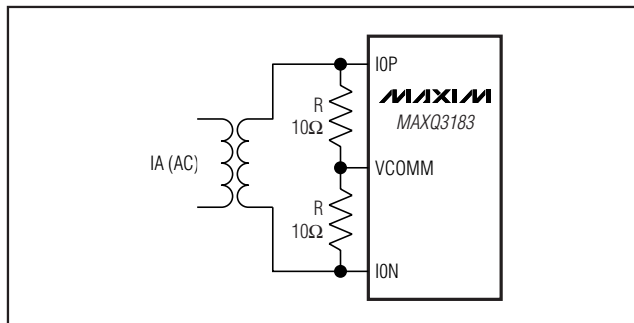 I0P
MAXIM
MAXQ3183
R
10Ω
IA (AC)
VCOMM
R
10Ω
I0N